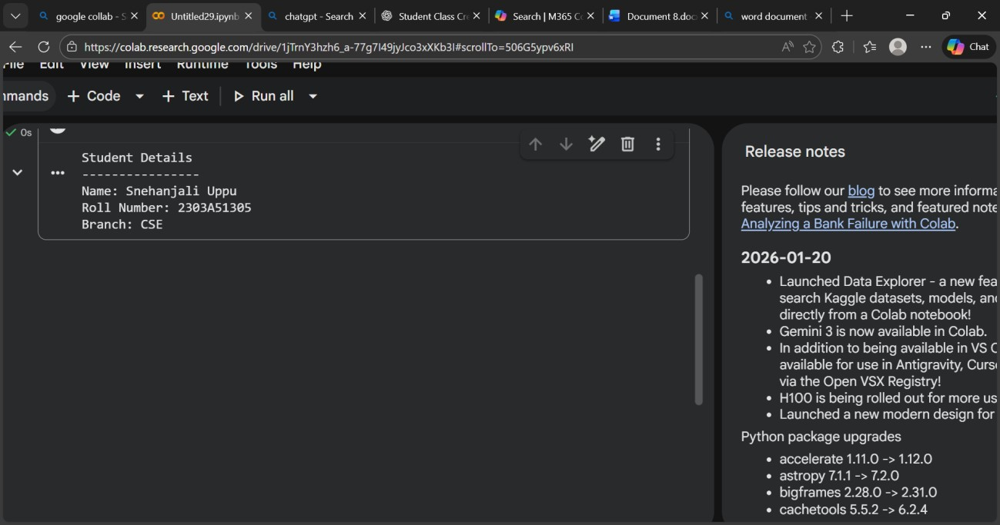 google collab - S
Untitled29.ipynb
chatgpt - Search
Student Class Cre
Search | M365 Co
Document 8.doc
word document
https://colab.research.google.com/drive/1jTrnY3hzh6_a-77g7I49jyJco3xXKb3I#scrollTo=506G5ypv6xRI
Chat
File Edit View Insert Runtime Tools Help
mmands + Code + Text Run all
0s
Student Details
----------------
Name: Snehanjali Uppu
Roll Number: 2303A51305
Branch: CSE
Release notes
Please follow our blog to see more informa
features, tips and tricks, and featured note
Analyzing a Bank Failure with Colab.
2026-01-20
• Launched Data Explorer - a new fea
search Kaggle datasets, models, an
directly from a Colab notebook!
• Gemini 3 is now available in Colab.
• In addition to being available in VS C
available for use in Antigravity, Curs
via the Open VSX Registry!
• H100 is being rolled out for more us
• Launched a new modern design for
Python package upgrades
• accelerate 1.11.0 -> 1.12.0
• astropy 7.1.1 -> 7.2.0
• bigframes 2.28.0 -> 2.31.0
• cachetools 5.5.2 -> 6.2.4